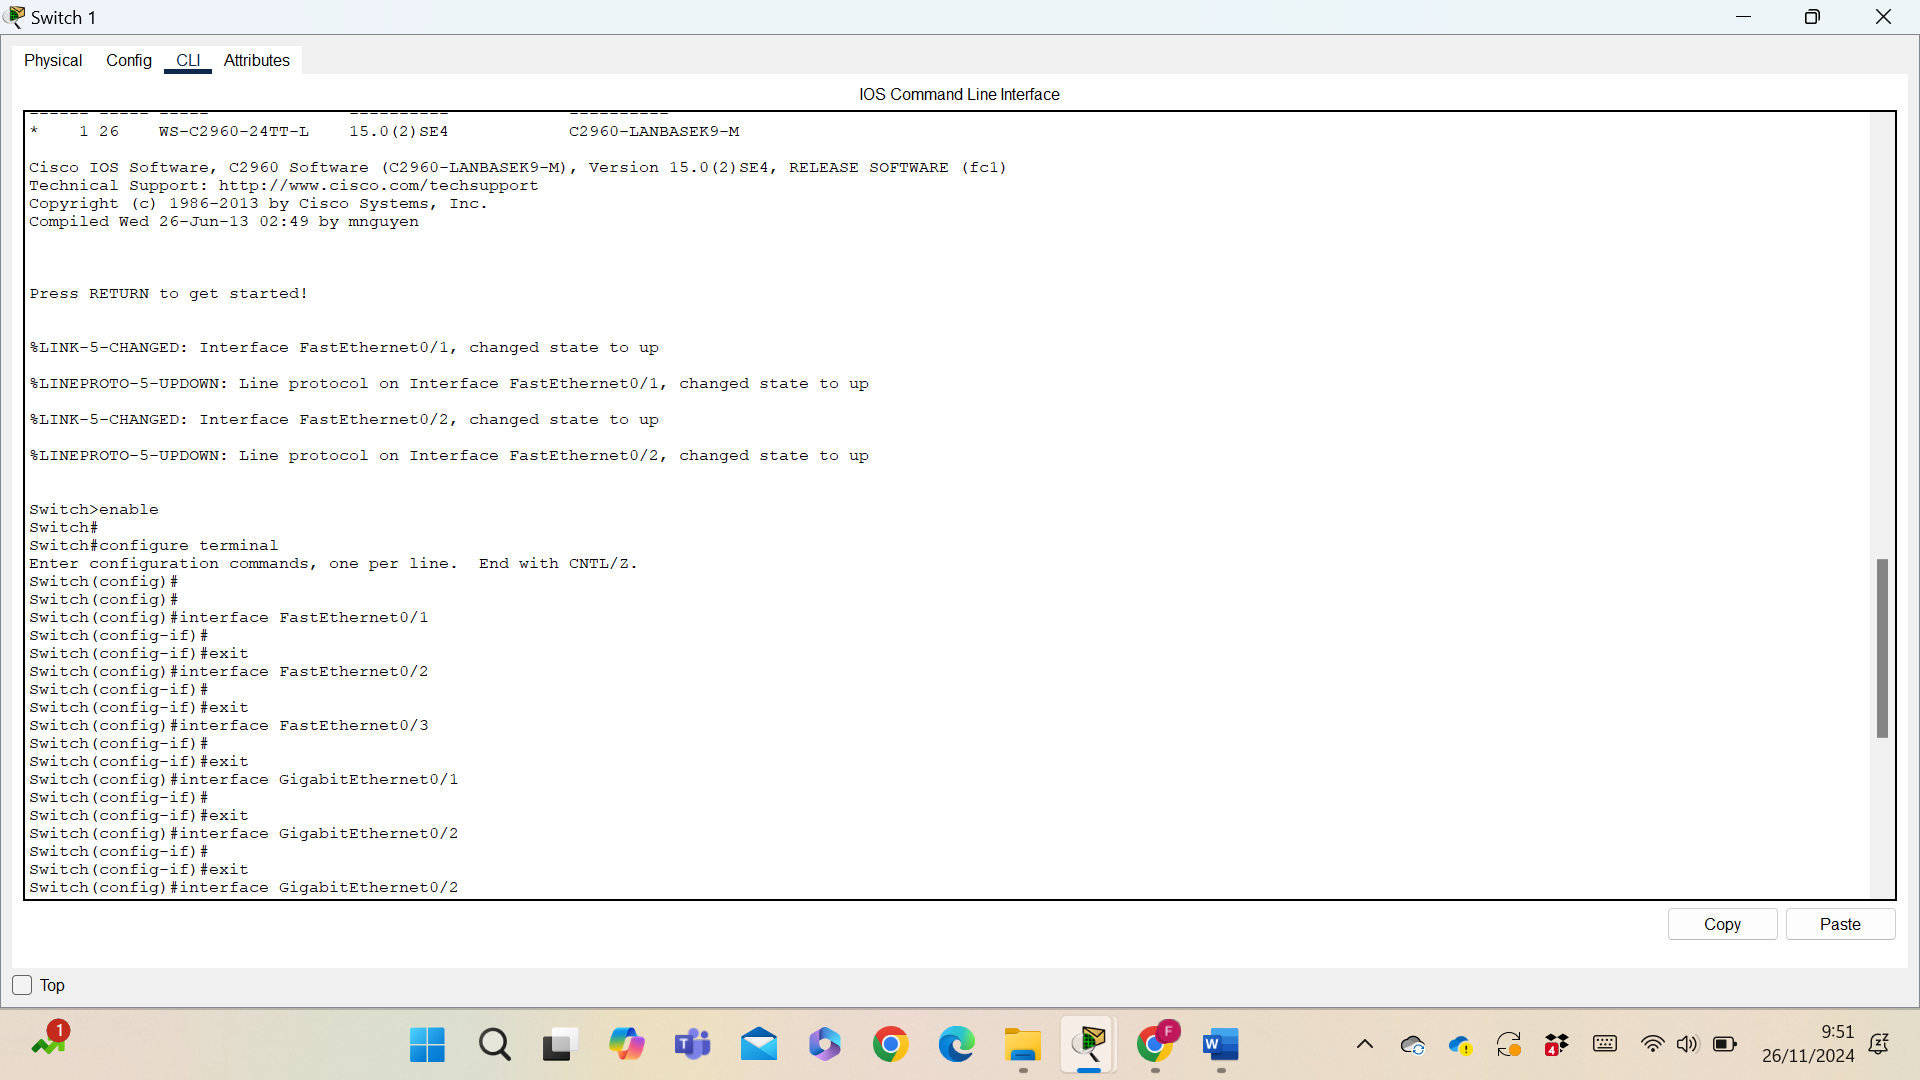 Switch 1
Physical Config CLI Attributes
IOS Command Line Interface
------ ----- ----- ---------- ----------
* 1 26 WS-C2960-24TT-L 15.0(2)SE4 C2960-LANBASEK9-M
Cisco IOS Software, C2960 Software (C2960-LANBASEK9-M), Version 15.0(2)SE4, RELEASE SOFTWARE (fc1)
Technical Support: http://www.cisco.com/techsupport
Copyright (c) 1986-2013 by Cisco Systems, Inc.
Compiled Wed 26-Jun-13 02:49 by mnguyen
Press RETURN to get started!
%LINK-5-CHANGED: Interface FastEthernet0/1, changed state to up
%LINEPROTO-5-UPDOWN: Line protocol on Interface FastEthernet0/1, changed state to up
%LINK-5-CHANGED: Interface FastEthernet0/2, changed state to up
%LINEPROTO-5-UPDOWN: Line protocol on Interface FastEthernet0/2, changed state to up
Switch>enable
Switch#
Switch#configure terminal
Enter configuration commands, one per line. End with CNTL/Z.
Switch(config)#
Switch(config)#
Switch(config)#interface FastEthernet0/1
Switch(config-if)#
Switch(config-if)#exit
Switch(config)#interface FastEthernet0/2
Switch(config-if)#
Switch(config-if)#exit
Switch(config)#interface FastEthernet0/3
Switch(config-if)#
Switch(config-if)#exit
Switch(config)#interface GigabitEthernet0/1
Switch(config-if)#
Switch(config-if)#exit
Switch(config)#interface GigabitEthernet0/2
Switch(config-if)#
Switch(config-if)#exit
Switch(config)#interface GigabitEthernet0/2
Copy Paste
Top
1
F
4
9:51
26/11/2024